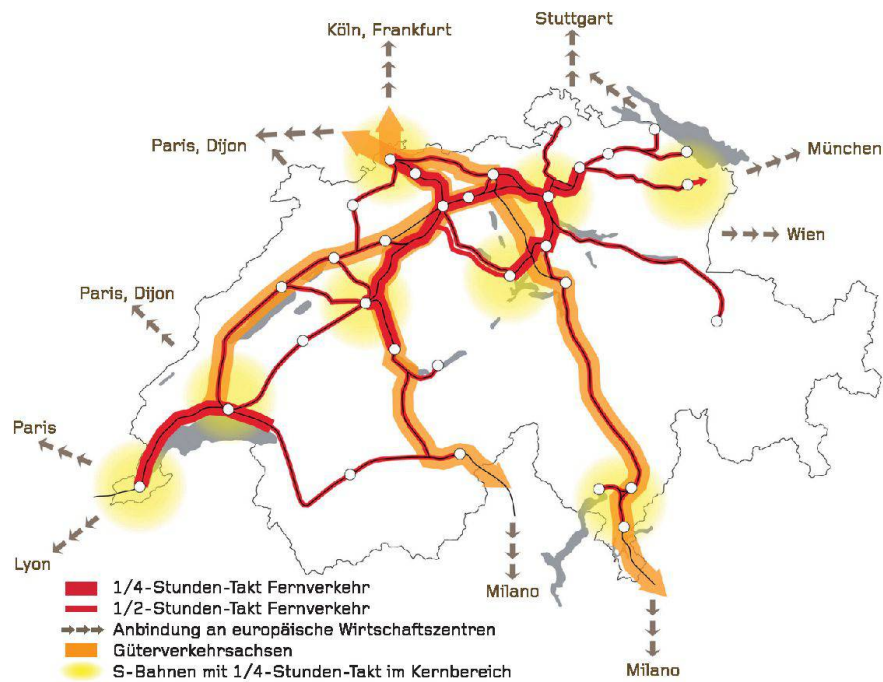 Köln, Frankfurt
Stuttgart
Paris, Dijon
München
Wien
Paris, Dijon
Paris
Lyon
Milano
Milano
1/4-Stunden-Takt Fernverkehr
1/2-Stunden-Takt Fernverkehr
Anbindung an europäische Wirtschaftszentren
Güterverkehrsachsen
S-Bahnen mit 1/4-Stunden-Takt im Kernbereich